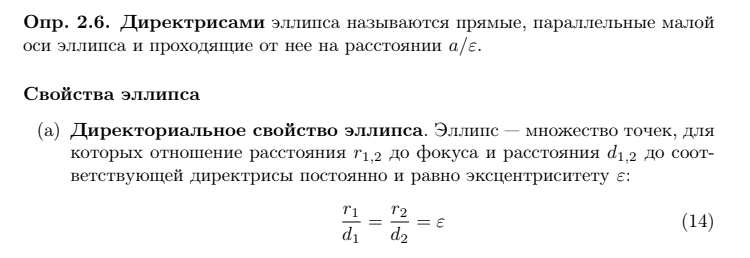 Опр. 2.6. Директрисами эллипса называются прямые, параллельные малой
оси эллипса и проходящие от нее на расстоянии a/ε.
Свойства эллипса
(a) Директориальное свойство эллипса. Эллипс — множество точек, для
которых отношение расстояния r₁,₂ до фокуса и расстояния d₁,₂ до соот-
ветствующей директрисы постоянно и равно эксцентриситету ε:
r₁/d₁ = r₂/d₂ = ε (14)